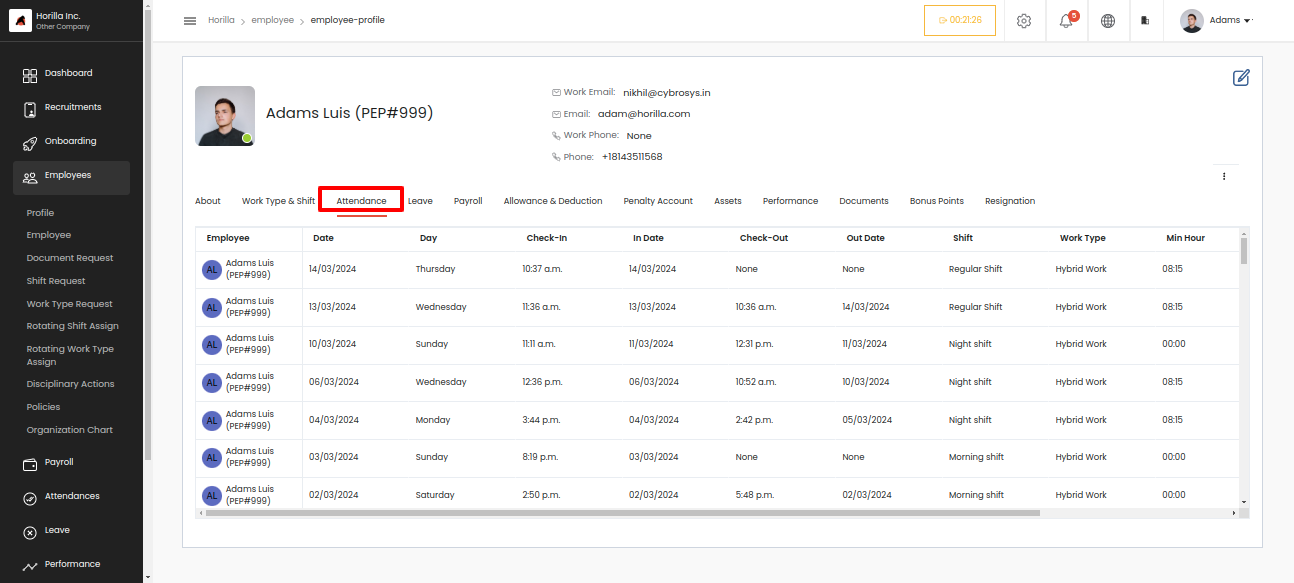 Horilla Inc.
Other Company
Horilla > employee > employee-profile
00:21:26
5
Adams
Dashboard
Recruitments
Onboarding
Employees
Profile
Employee
Document Request
Shift Request
Work Type Request
Rotating Shift Assign
Rotating Work Type
Assign
Disciplinary Actions
Policies
Organization Chart
Payroll
Attendances
Leave
Performance
Adams Luis (PEP#999)
Work Email: nikhil@cybrosys.in
Email: adam@horilla.com
Work Phone: None
Phone: +18143511568
About Work Type & Shift Attendance Leave Payroll Allowance & Deduction Penalty Account Assets Performance Documents Bonus Points Resignation
Employee Date Day Check-In In Date Check-Out Out Date Shift Work Type Min Hour
AL Adams Luis (PEP#999) 14/03/2024 Thursday 10:37 a.m. 14/03/2024 None None Regular Shift Hybrid Work 08:15
AL Adams Luis (PEP#999) 13/03/2024 Wednesday 11:36 a.m. 13/03/2024 10:36 a.m. 14/03/2024 Regular Shift Hybrid Work 08:15
AL Adams Luis (PEP#999) 10/03/2024 Sunday 11:11 a.m. 11/03/2024 12:31 p.m. 11/03/2024 Night shift Hybrid Work 00:00
AL Adams Luis (PEP#999) 06/03/2024 Wednesday 12:36 p.m. 06/03/2024 10:52 a.m. 10/03/2024 Night shift Hybrid Work 08:15
AL Adams Luis (PEP#999) 04/03/2024 Monday 3:44 p.m. 04/03/2024 2:42 p.m. 05/03/2024 Night shift Hybrid Work 08:15
AL Adams Luis (PEP#999) 03/03/2024 Sunday 8:19 p.m. 03/03/2024 None None Morning shift Hybrid Work 00:00
AL Adams Luis (PEP#999) 02/03/2024 Saturday 2:50 p.m. 02/03/2024 5:48 p.m. 02/03/2024 Morning shift Hybrid Work 00:00